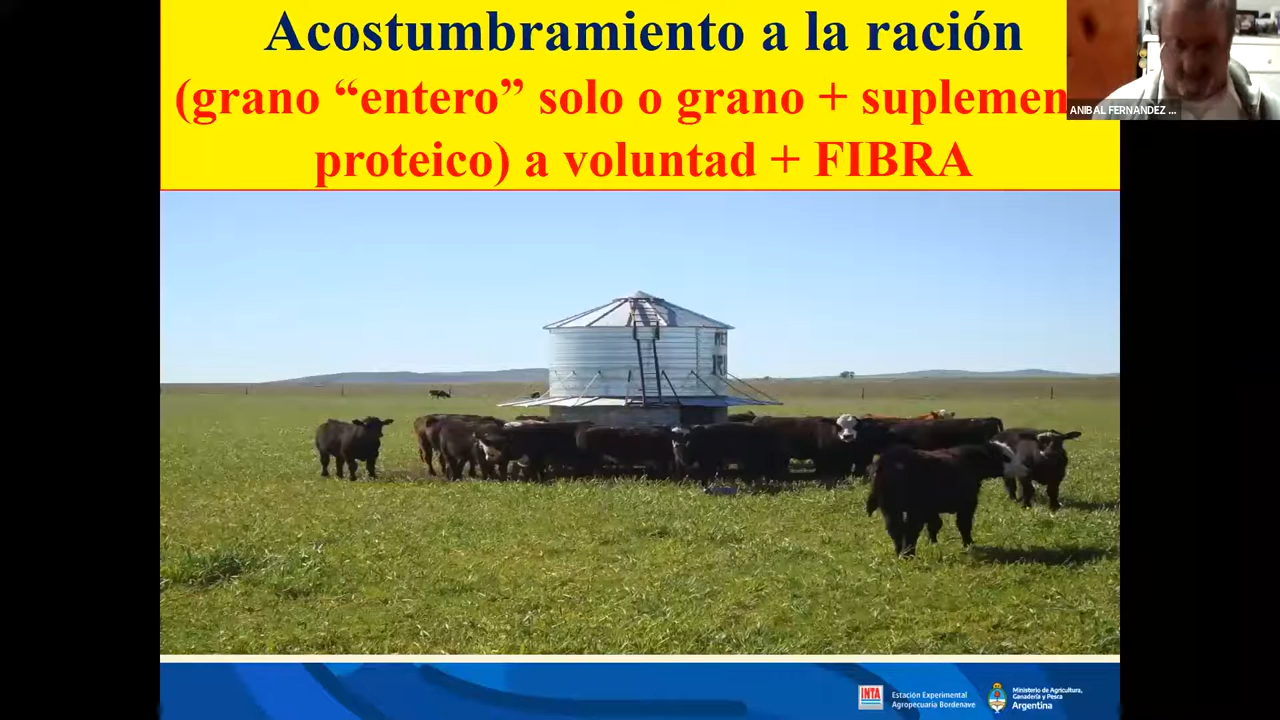 Acostumbramiento a la ración
(grano “entero” solo o grano + suplemen
proteico) a voluntad + FIBRA
ANIBAL FERNANDEZ ...
INTA
Estación Experimental
Agropecuaria Bordenave
Ministerio de Agricultura,
Ganadería y Pesca
Argentina